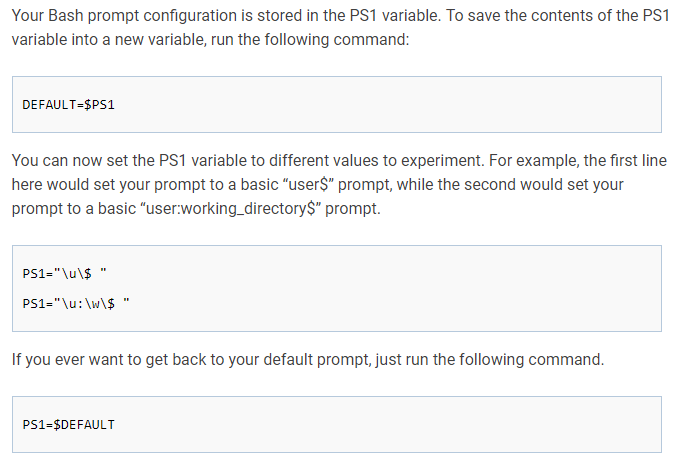 Your Bash prompt configuration is stored in the PS1 variable. To save the contents of the PS1
variable into a new variable, run the following command:
DEFAULT=$PS1
You can now set the PS1 variable to different values to experiment. For example, the first line
here would set your prompt to a basic “user$” prompt, while the second would set your
prompt to a basic “user:working_directory$” prompt.
PS1="\u\$ "
PS1="\u:\w\$ "
If you ever want to get back to your default prompt, just run the following command.
PS1=$DEFAULT